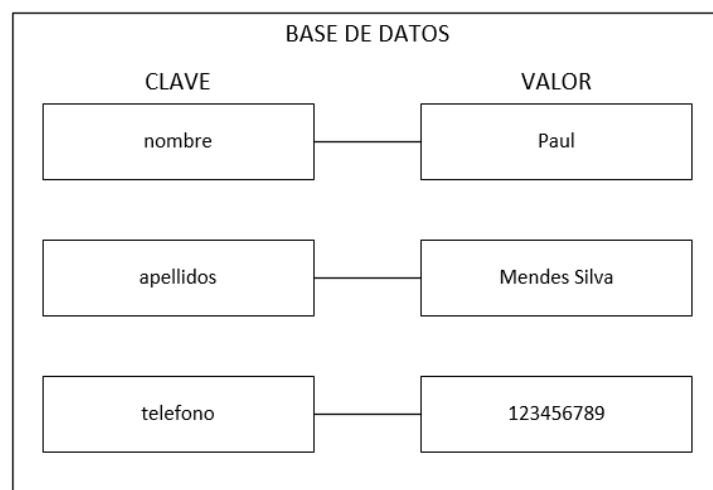 BASE DE DATOS
CLAVE VALOR
nombre Paul
apellidos Mendes Silva
telefono 123456789